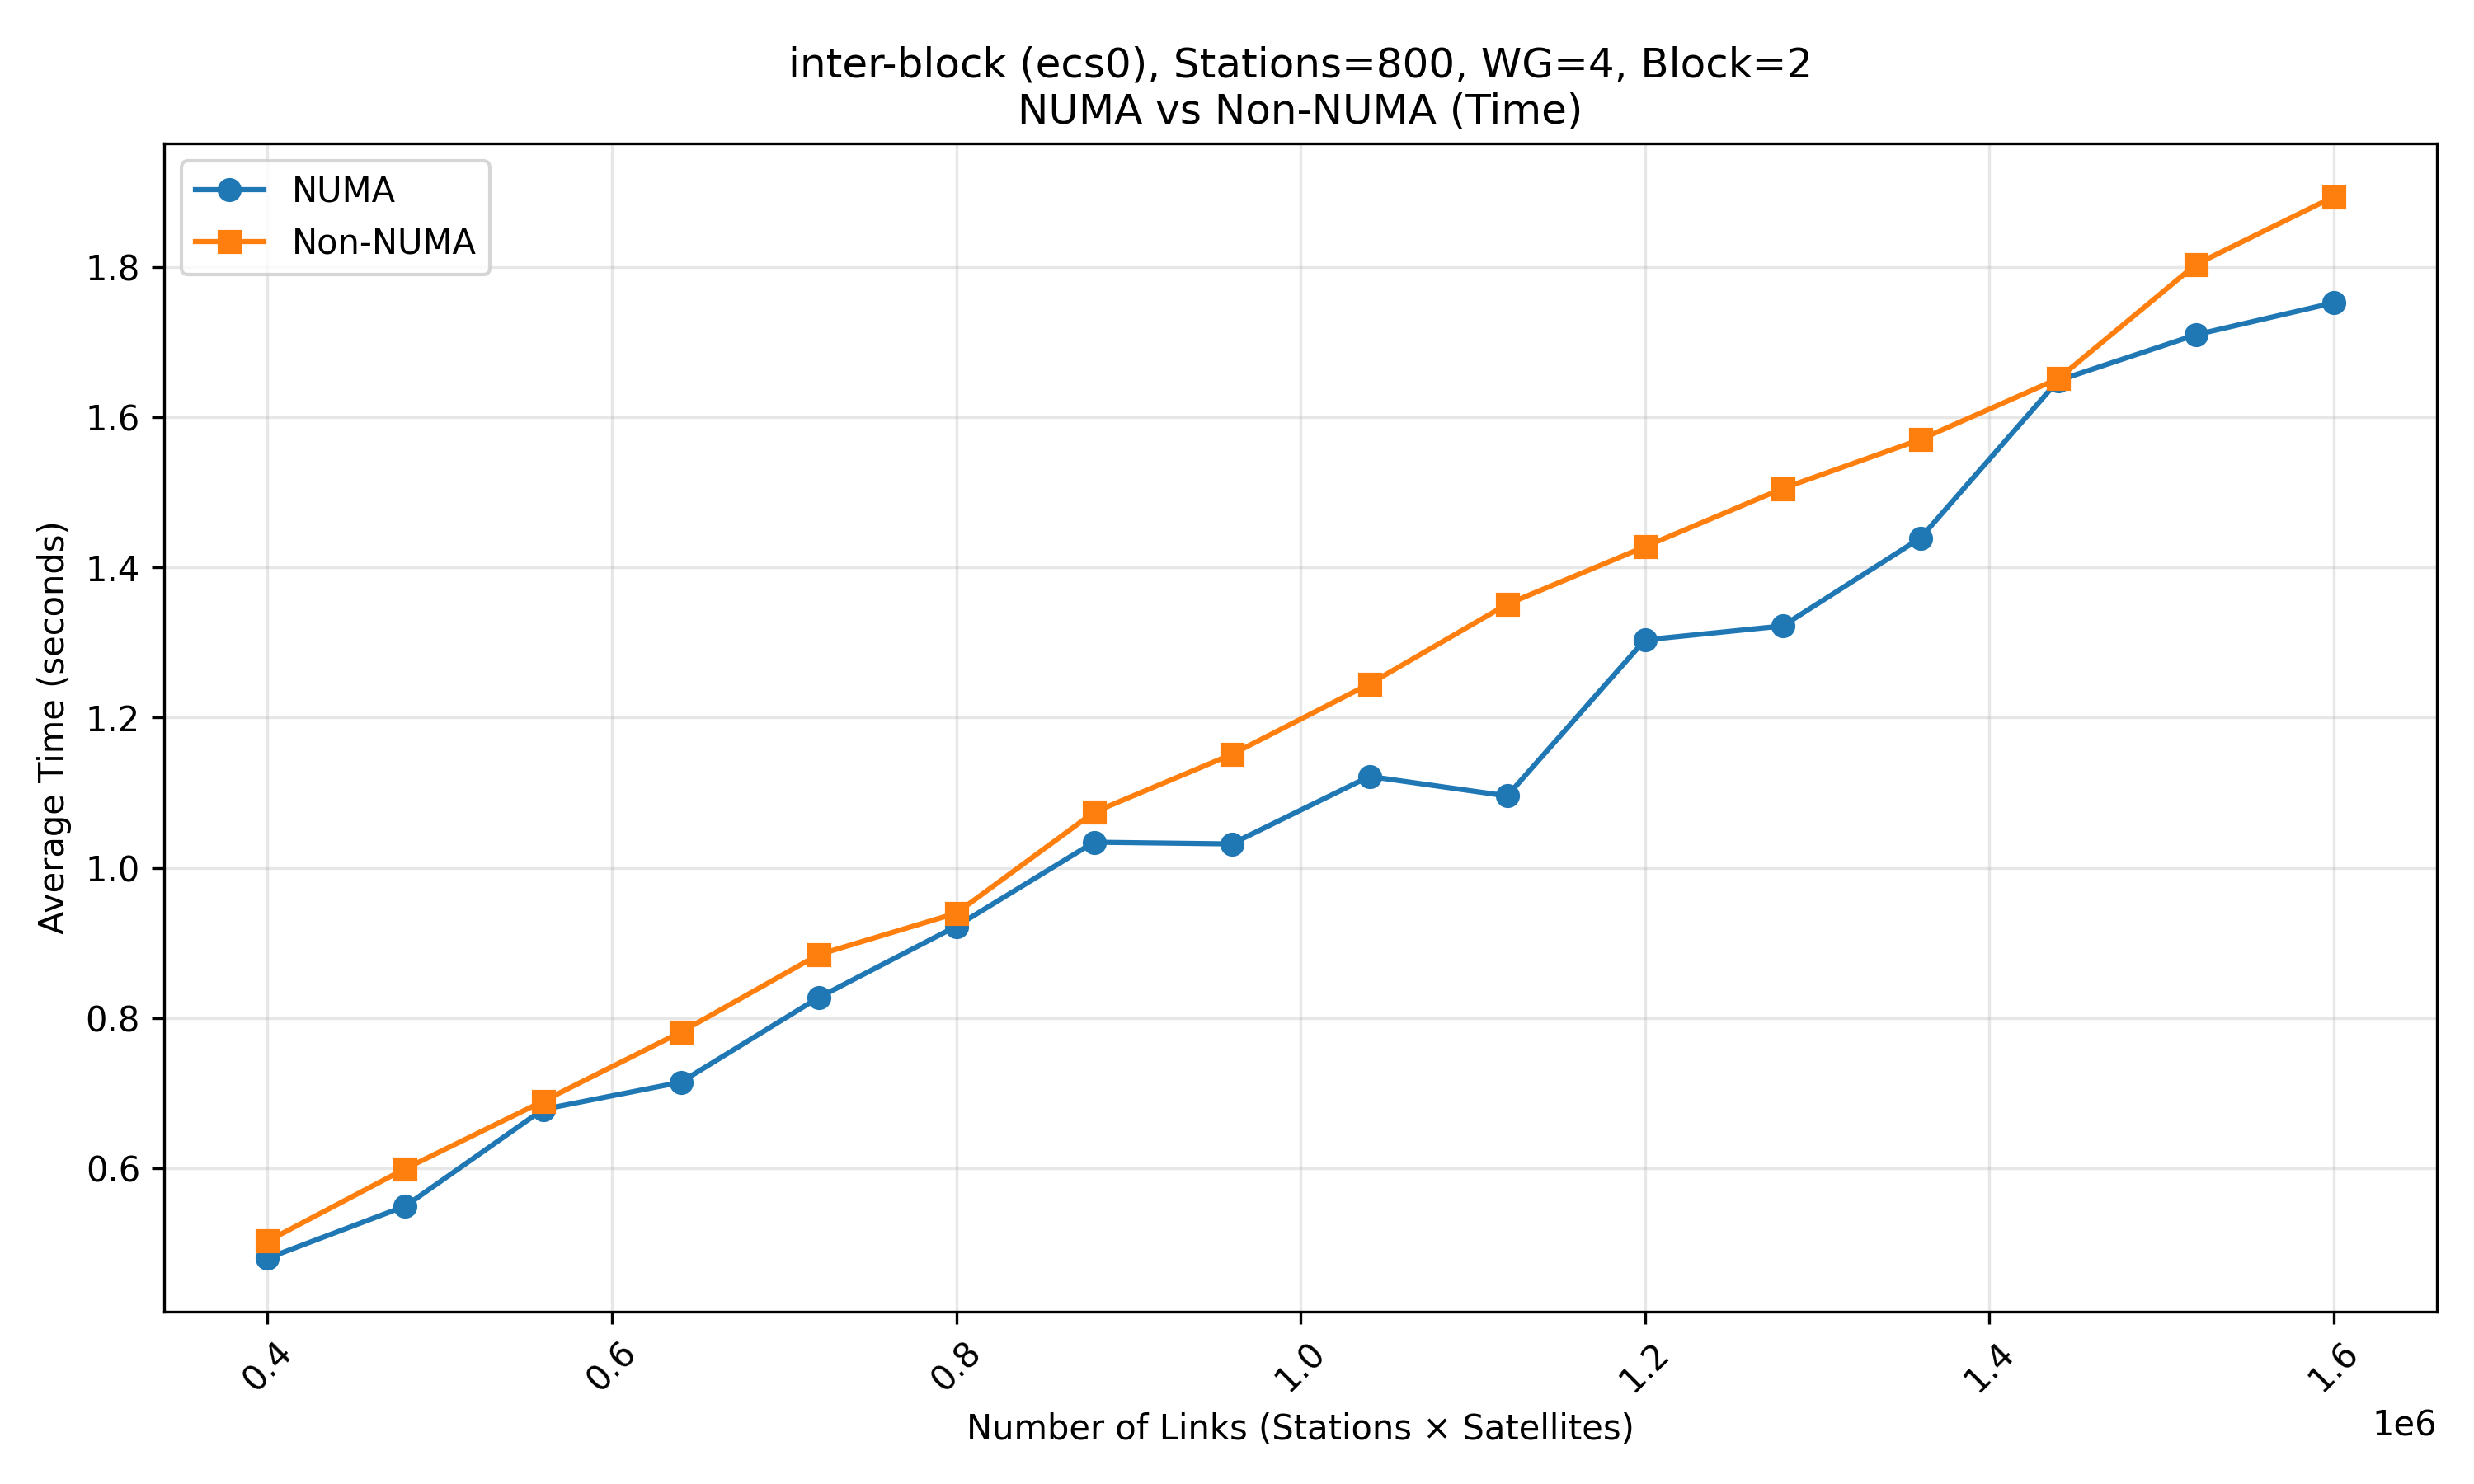 inter-block (ecs0), Stations=800, WG=4, Block=2
NUMA vs Non-NUMA (Time)
NUMA
Non-NUMA
Average Time (seconds)
1.8
1.6
1.4
1.2
1.0
0.8
0.6
0.4
0.6
0.8
1.0
1.2
1.4
1.6
1e6
Number of Links (Stations × Satellites)